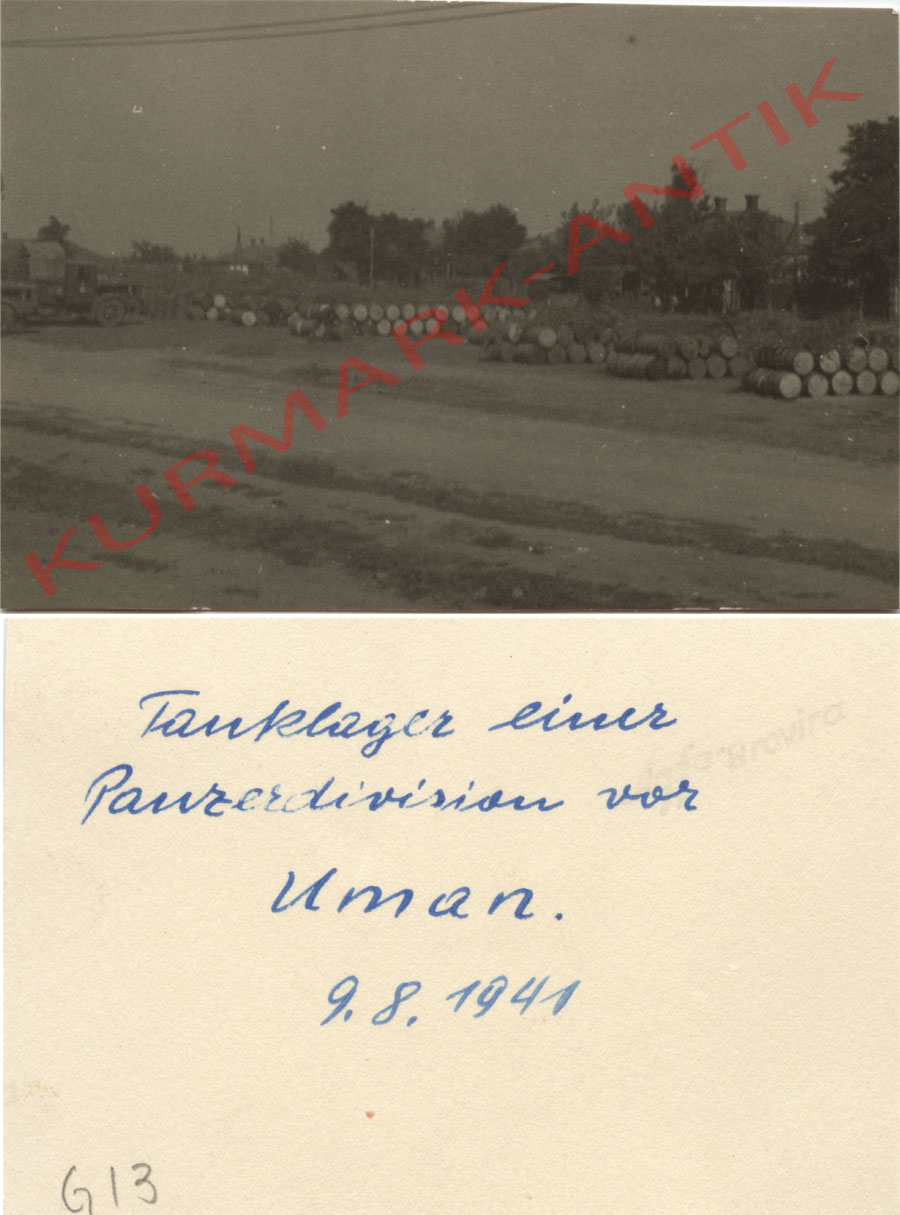 KURMARK-ANTIK
Tanklager einer
Panzerdivision vor
Uman.
9.8.1941
G13